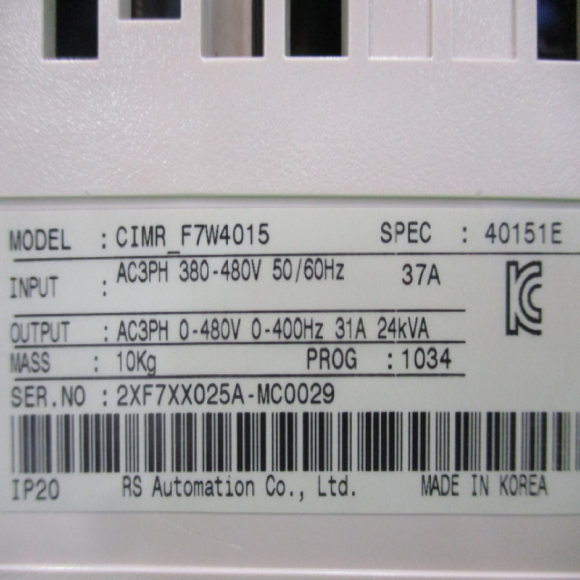 MODEL : CIMR_F7W4015 SPEC : 40151E
INPUT : AC3PH 380-480V 50/60Hz 37A
OUTPUT : AC3PH 0-480V 0-400Hz 31A 24kVA
MASS : 10Kg PROG : 1034
SER.NO : 2XF7XX025A-MC0029
IP20 RS Automation Co., Ltd. MADE IN KOREA